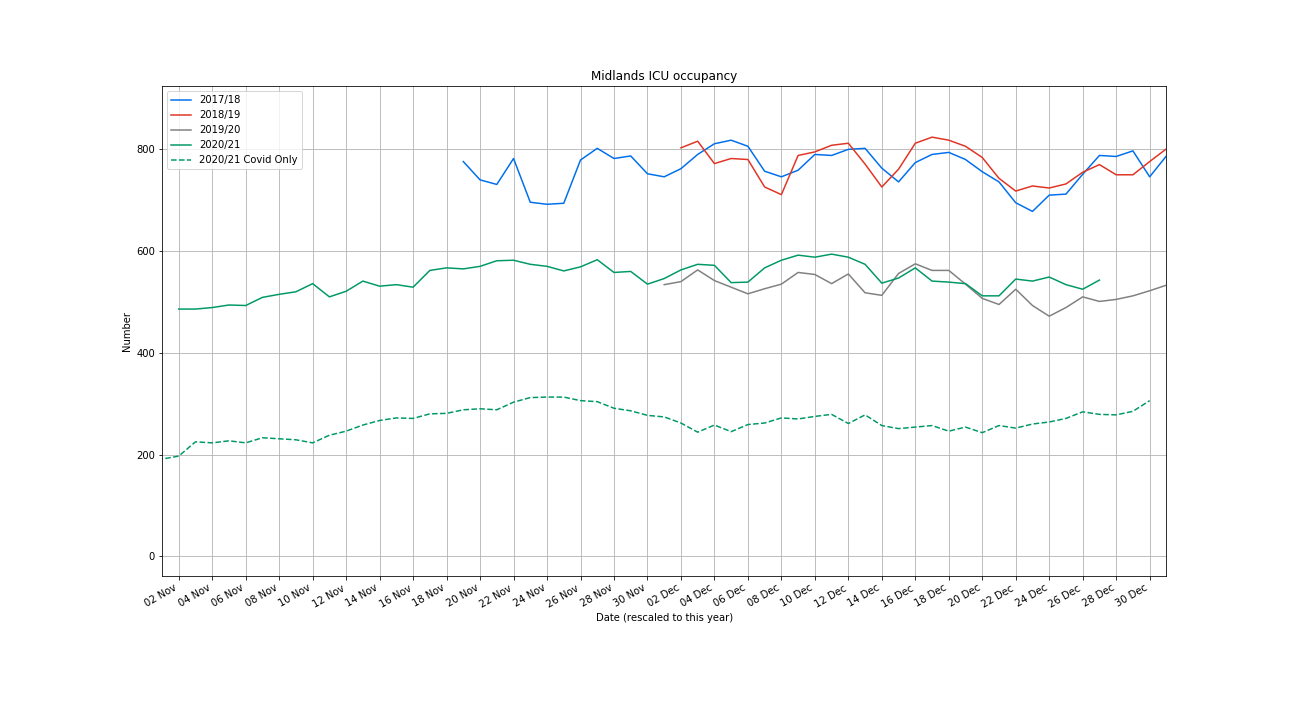 Midlands ICU occupancy
2017/18
2018/19
2019/20
2020/21
2020/21 Covid Only
Number
800
600
400
200
0
02 Nov
04 Nov
06 Nov
08 Nov
10 Nov
12 Nov
14 Nov
16 Nov
18 Nov
20 Nov
22 Nov
24 Nov
26 Nov
28 Nov
30 Nov
02 Dec
04 Dec
06 Dec
08 Dec
10 Dec
12 Dec
14 Dec
16 Dec
18 Dec
20 Dec
22 Dec
24 Dec
26 Dec
28 Dec
30 Dec
Date (rescaled to this year)